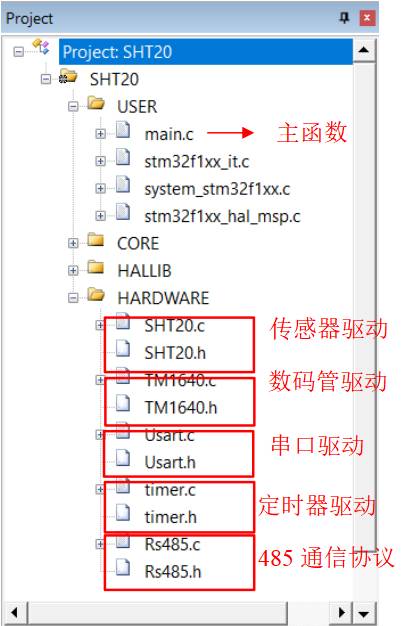 Project
Project: SHT20
SHT20
USER
main.c 主函数
stm32f1xx_it.c
system_stm32f1xx.c
stm32f1xx_hal_msp.c
CORE
HALLIB
HARDWARE
SHT20.c 传感器驱动
SHT20.h
TM1640.c 数码管驱动
TM1640.h
Usart.c 串口驱动
Usart.h
timer.c 定时器驱动
timer.h
Rs485.c 485 通信协议
Rs485.h